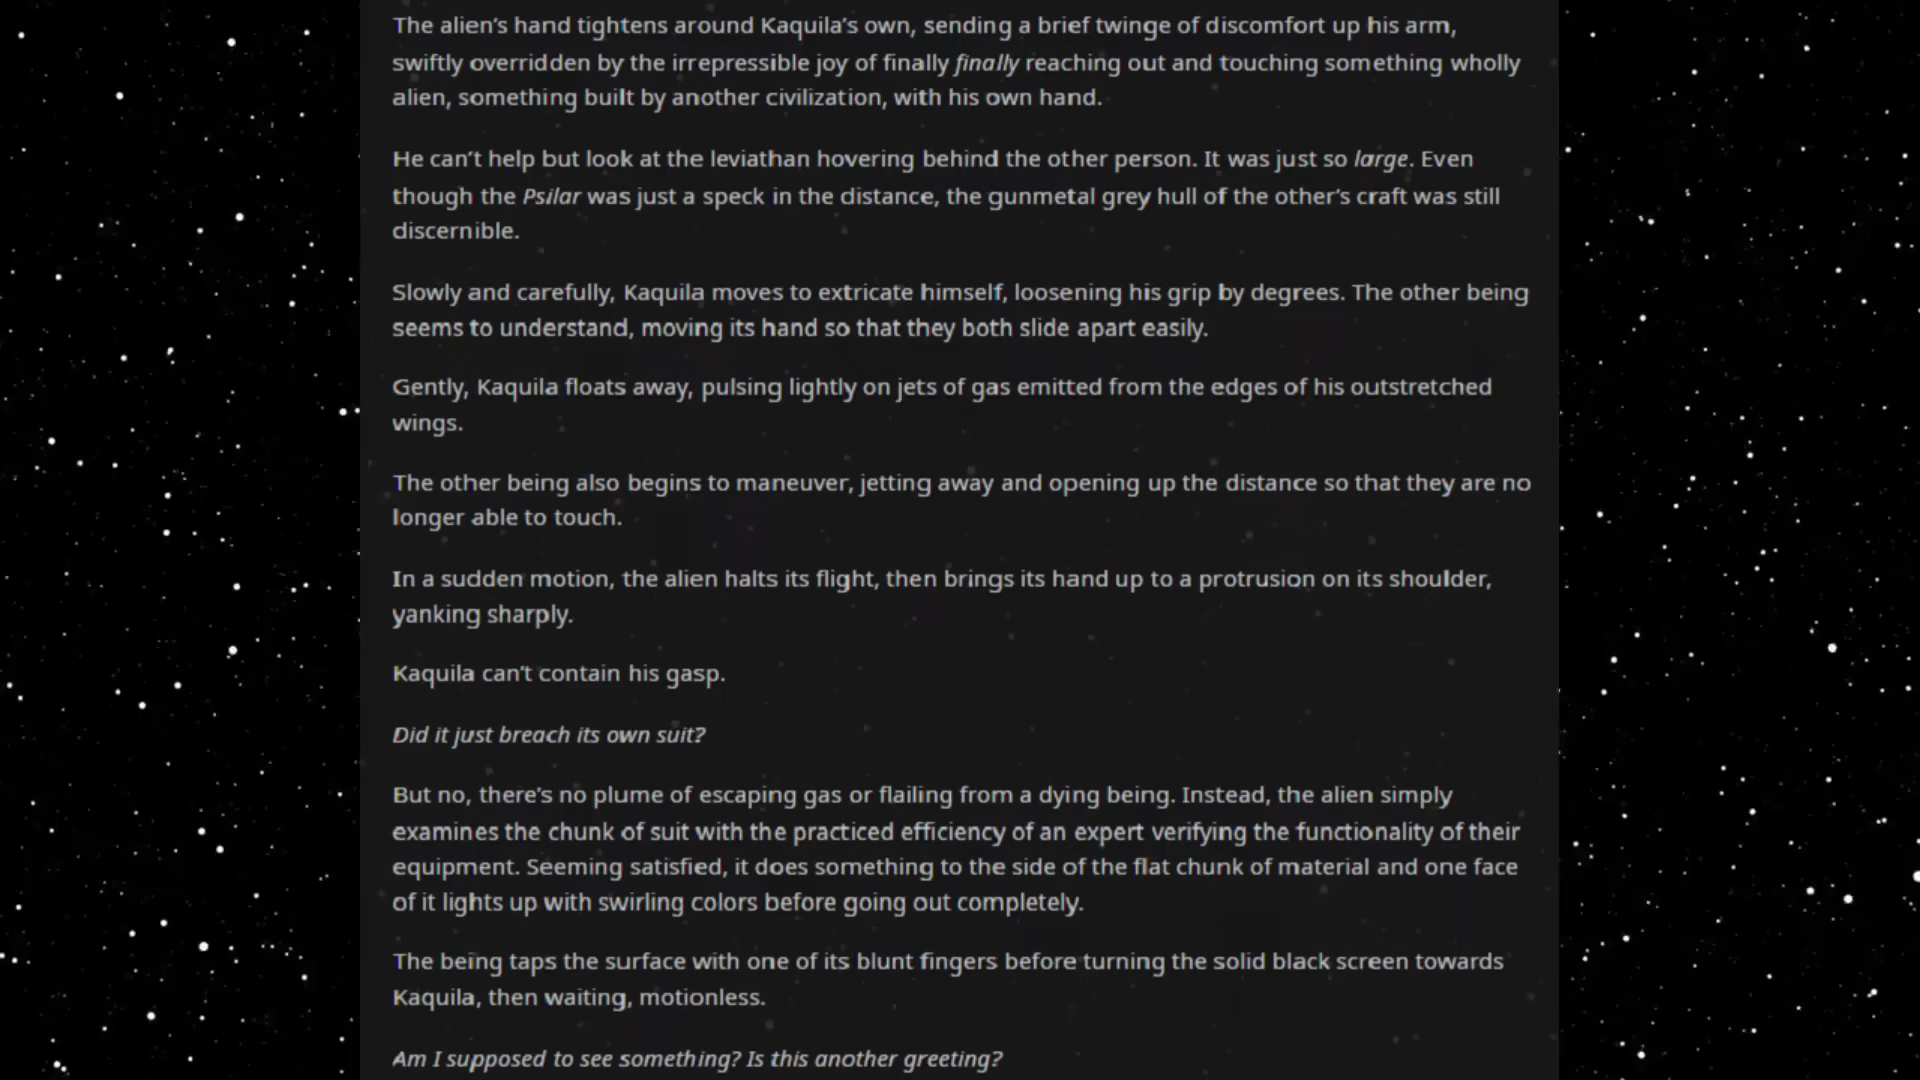 The alien’s hand tightens around Kaquila’s own, sending a brief twinge of discomfort up his arm,
swiftly overridden by the irrepressible joy of finally finally reaching out and touching something wholly
alien, something built by another civilization, with his own hand.
He can’t help but look at the leviathan hovering behind the other person. It was just so large. Even
though the Psilar was just a speck in the distance, the gunmetal grey hull of the other’s craft was still
discernible.
Slowly and carefully, Kaquila moves to extricate himself, loosening his grip by degrees. The other being
seems to understand, moving its hand so that they both slide apart easily.
Gently, Kaquila floats away, pulsing lightly on jets of gas emitted from the edges of his outstretched
wings.
The other being also begins to maneuver, jetting away and opening up the distance so that they are no
longer able to touch.
In a sudden motion, the alien halts its flight, then brings its hand up to a protrusion on its shoulder,
yanking sharply.
Kaquila can’t contain his gasp.
Did it just breach its own suit?
But no, there’s no plume of escaping gas or flailing from a dying being. Instead, the alien simply
examines the chunk of suit with the practiced efficiency of an expert verifying the functionality of their
equipment. Seeming satisfied, it does something to the side of the flat chunk of material and one face
of it lights up with swirling colors before going out completely.
The being taps the surface with one of its blunt fingers before turning the solid black screen towards
Kaquila, then waiting, motionless.
Am I supposed to see something? Is this another greeting?